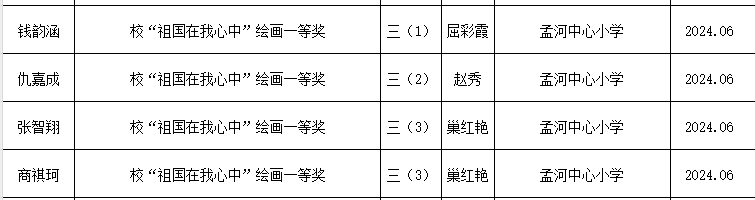 钱韵涵 校“祖国在我心中”绘画一等奖 三（1） 屈彩霞 孟河中心小学 2024.06
仇嘉成 校“祖国在我心中”绘画一等奖 三（2） 赵秀 孟河中心小学 2024.06
张智翔 校“祖国在我心中”绘画一等奖 三（3） 巢红艳 孟河中心小学 2024.06
商祺珂 校“祖国在我心中”绘画一等奖 三（3） 巢红艳 孟河中心小学 2024.06